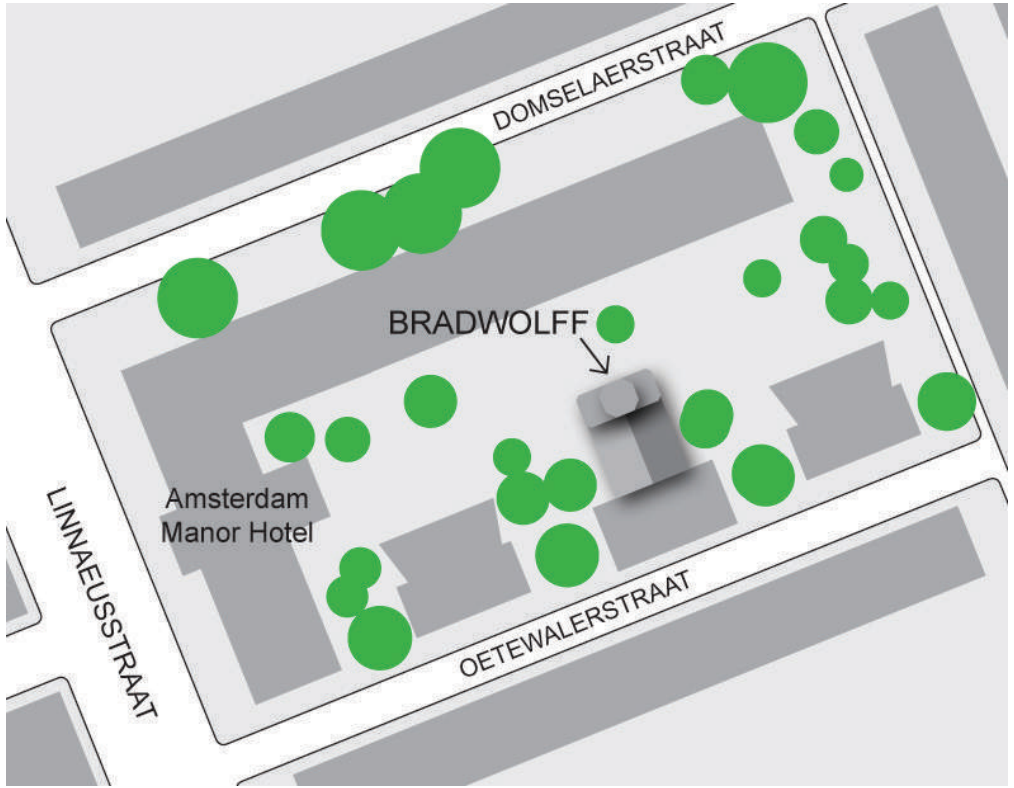 DOMSELAERSTRAAT
BRADWOLFF
Amsterdam
Manor Hotel
LINNAEUSSTRAAT
OETEWALERSTRAAT